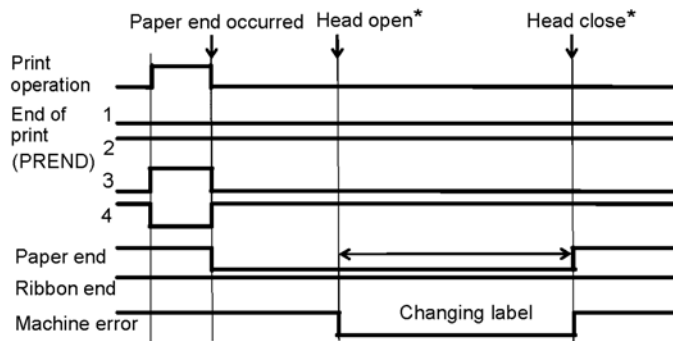 Paper end occurred
Head open*
Head close*
Print
operation
End of
print
(PREND)
1
2
3
4
Paper end
Ribbon end
Machine error
Changing label